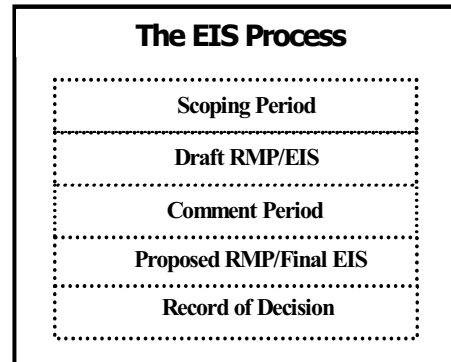 The EIS Process
Scoping Period
Draft RMP/EIS
Comment Period
Proposed RMP/Final EIS
Record of Decision